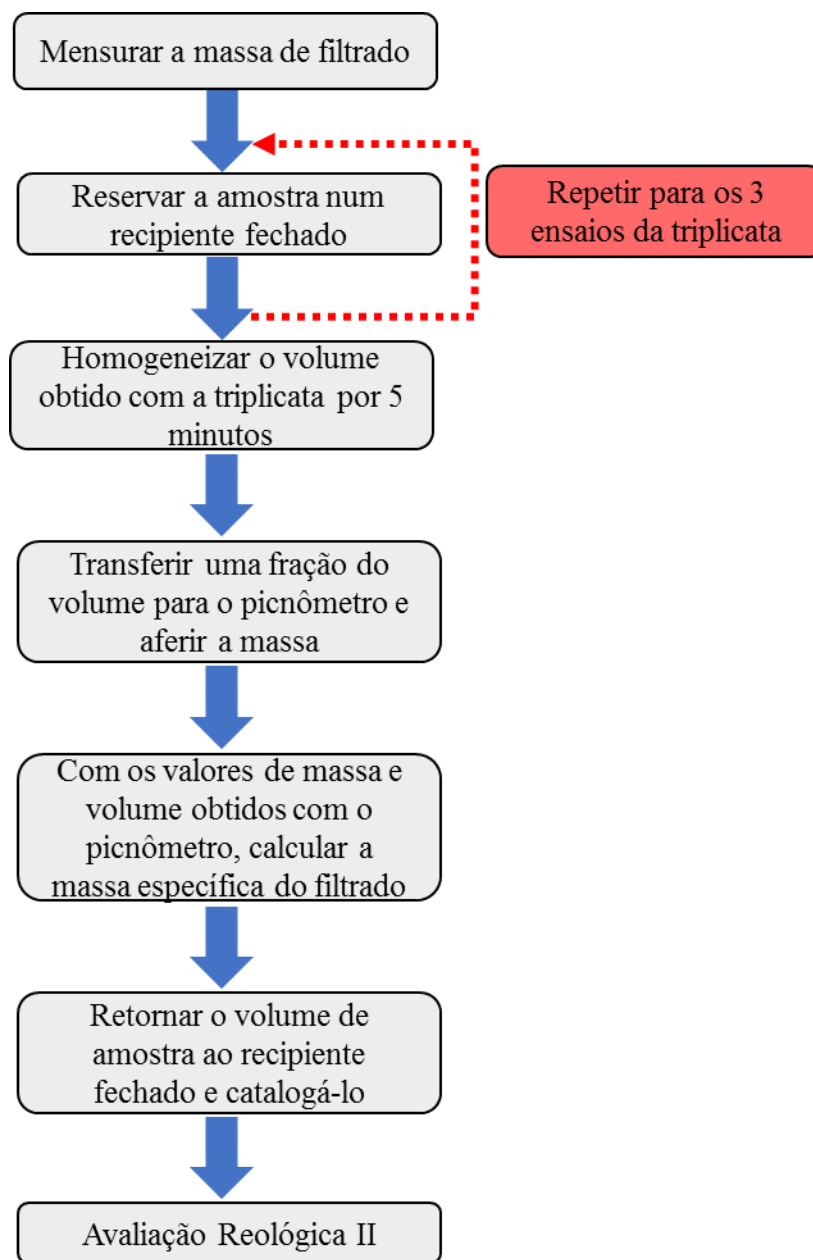 Mensurar a massa de filtrado
Reservar a amostra num
recipiente fechado
Repetir para os 3
ensaios da triplicata
Homogeneizar o volume
obtido com a triplicata por 5
minutos
Transferir uma fração do
volume para o picnômetro e
aferir a massa
Com os valores de massa e
volume obtidos com o
picnômetro, calcular a
massa específica do filtrado
Retornar o volume de
amostra ao recipiente
fechado e catalogá-lo
Avaliação Reológica II